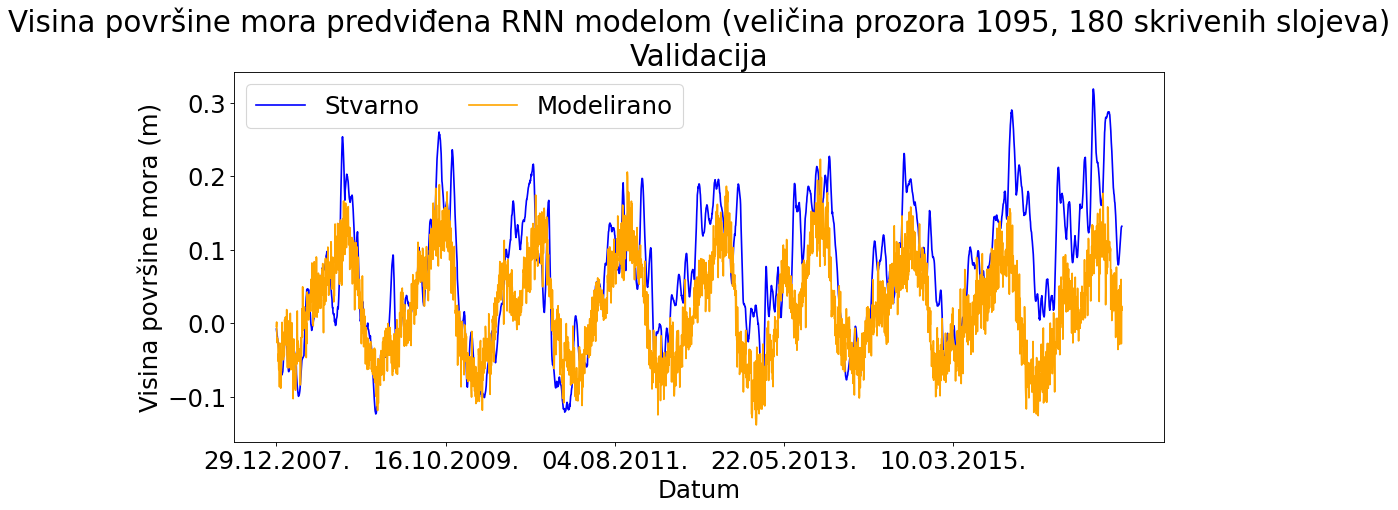 Visina površine mora predviđena RNN modelom (veličina prozora 1095, 180 skrivenih slojeva)
Validacija
Stvarno
Modelirano
Visina površine mora (m)
0.3
0.2
0.1
0.0
−0.1
29.12.2007.
16.10.2009.
04.08.2011.
22.05.2013.
10.03.2015.
Datum